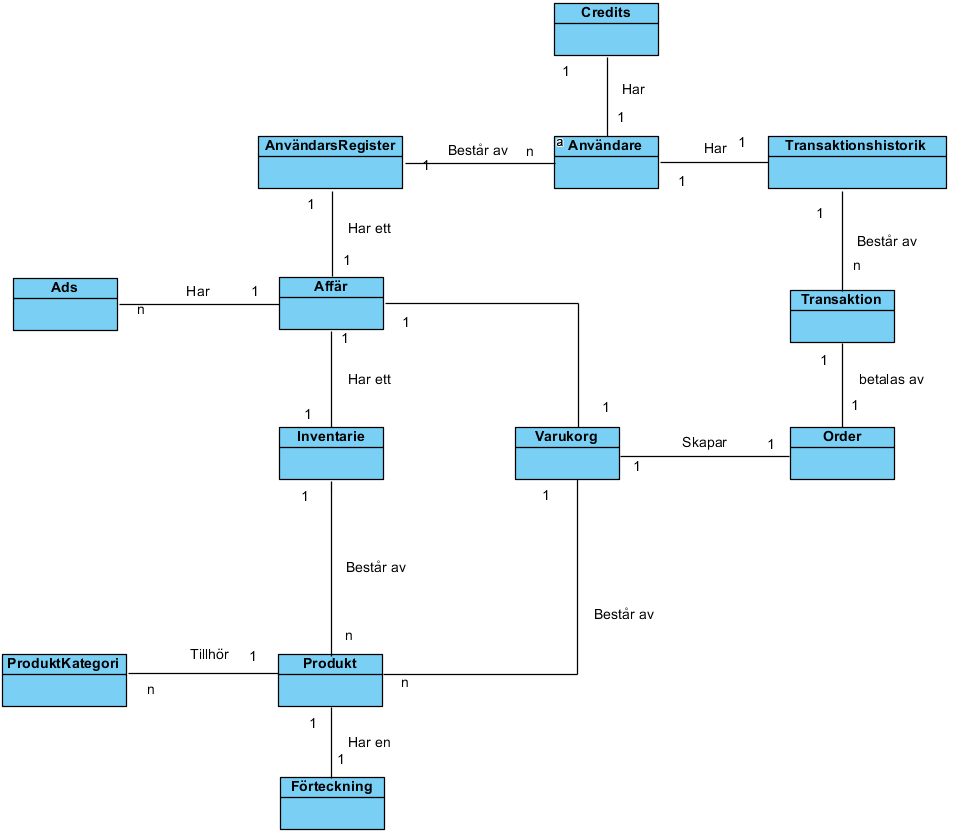 Credits
1
Har
1
AnvändarsRegister
1
Består av
n
a
Användare
Har
1
1
Transaktionshistorik
1
Har ett
1
1
Består av
n
Ads
n
Har
1
Affär
1
1
Transaktion
1
Har ett
1
1
betalas av
1
1
Inventarie
1
Varukorg
1
1
Skapar
1
Order
Består av
n
Består av
ProduktKategori
n
Tillhör
1
Produkt
n
1
Har en
1
Förteckning